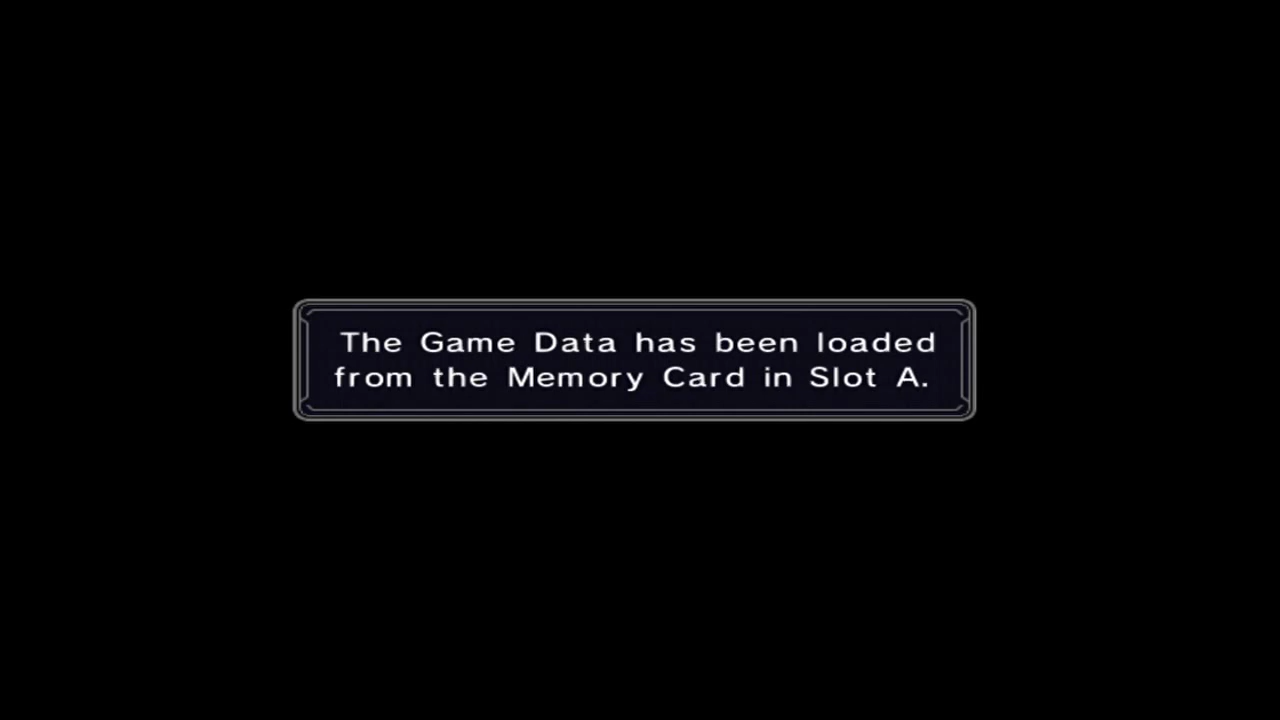 The Game Data has been loaded
from the Memory Card in Slot A.